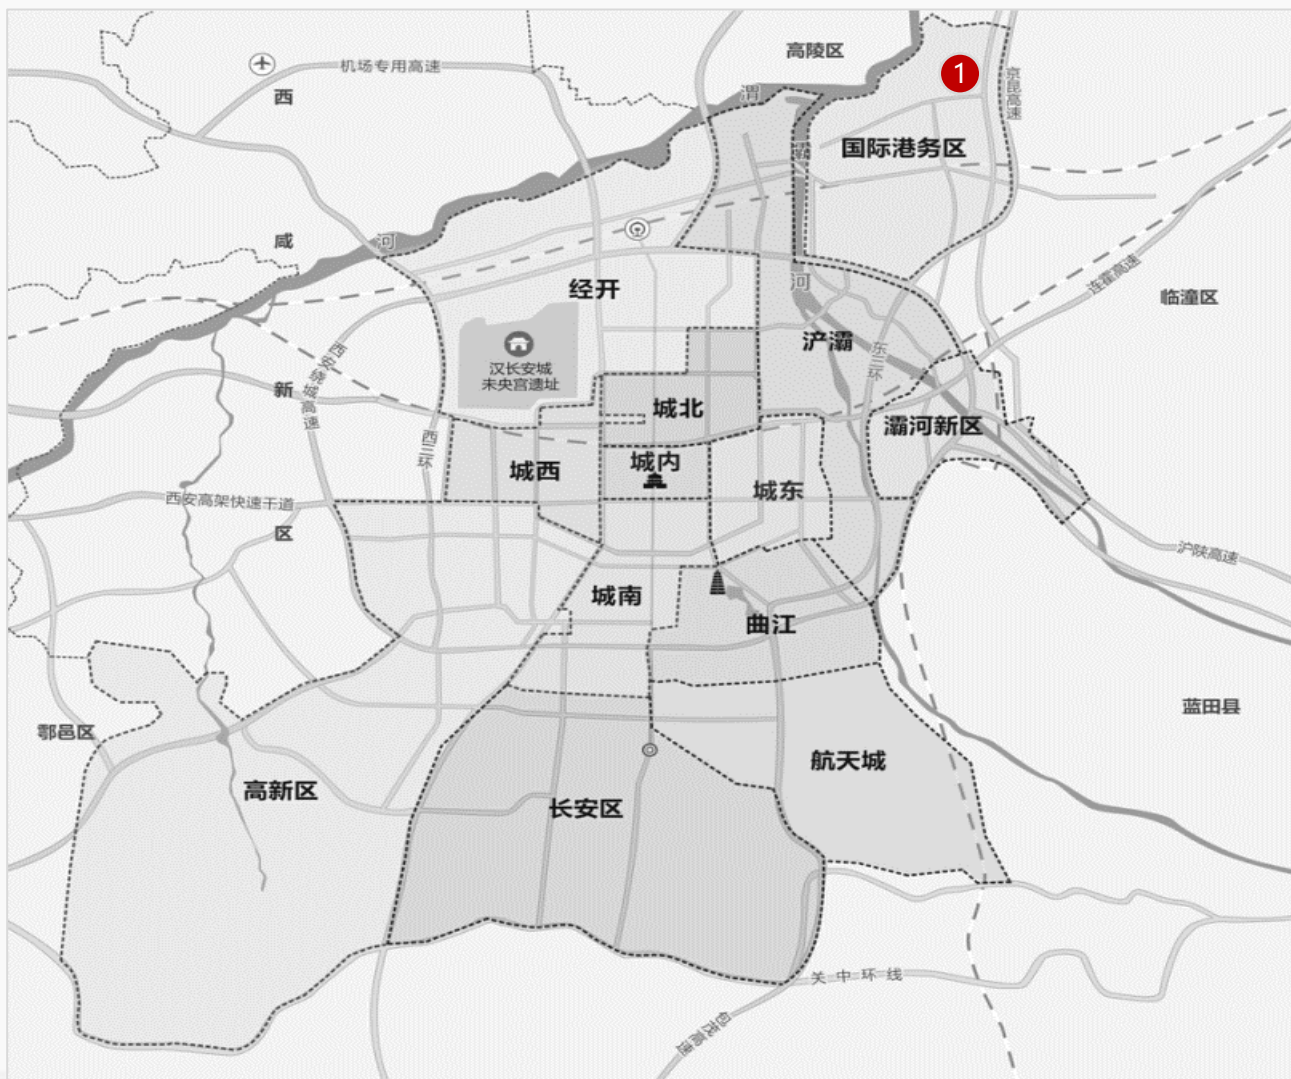 高陵区
1
机场专用高速
西
渭
京昆高速
灞
国际港务区
咸
河
河
连霍高速
经开
临潼区
浐灞
汉长安城
未央宫遗址
东三环
西安绕城高速
新
城北
灞河新区
西三环
城西
城内
城东
西安高架快速干道
区
沪陕高速
城南
曲江
蓝田县
鄠邑区
航天城
高新区
长安区
关中环线
包茂高速